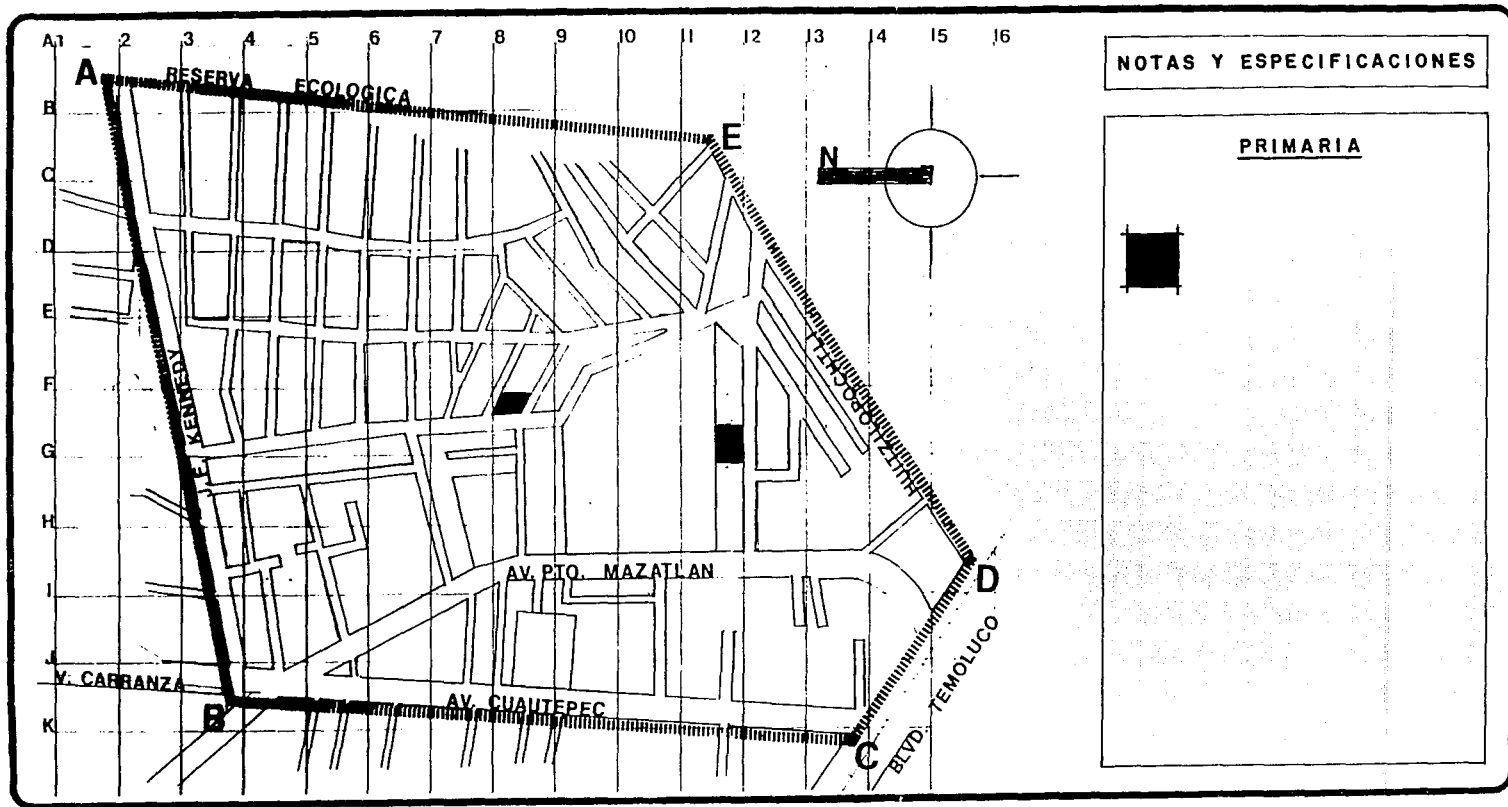 A 1 2 3 4 5 6 7 8 9 10 11 12 13 14 15 16
A
RESERVA ECOLOGICA
B
E
C
D
E
F
G
H
I
J
K
N
J.F. KENNEDY
HUITZILOPOCHTLI
AV. PTO. MAZATLAN
D
V. CARRANZA
B
AV. CUAUTEPEC
C
BLVD. TEMOLUCO
NOTAS Y ESPECIFICACIONES
PRIMARIA